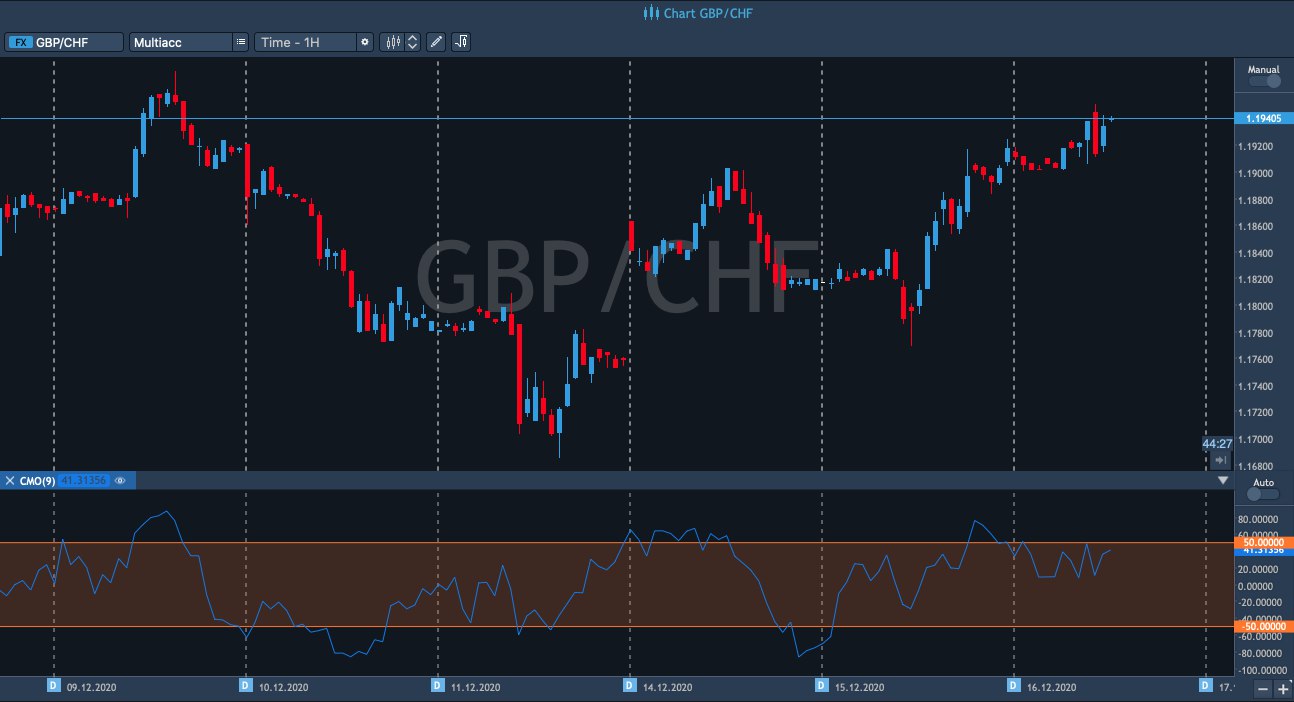 Chart GBP/CHF
FX GBP/CHF
Multiacc
Time - 1H
Manual
GBP/CHF
1.19405
1.19200
1.19000
1.18800
1.18600
1.18400
1.18200
1.18000
1.17800
1.17600
1.17400
1.17200
1.17000
1.16800
44:27
CMO(9) 41.31356
Auto
80.00000
60.00000
50.00000
41.31356
20.00000
0.00000
-20.00000
-40.00000
-50.00000
-60.00000
-80.00000
-100.00000
D 09.12.2020
D 10.12.2020
D 11.12.2020
D 14.12.2020
D 15.12.2020
D 16.12.2020
D 17.